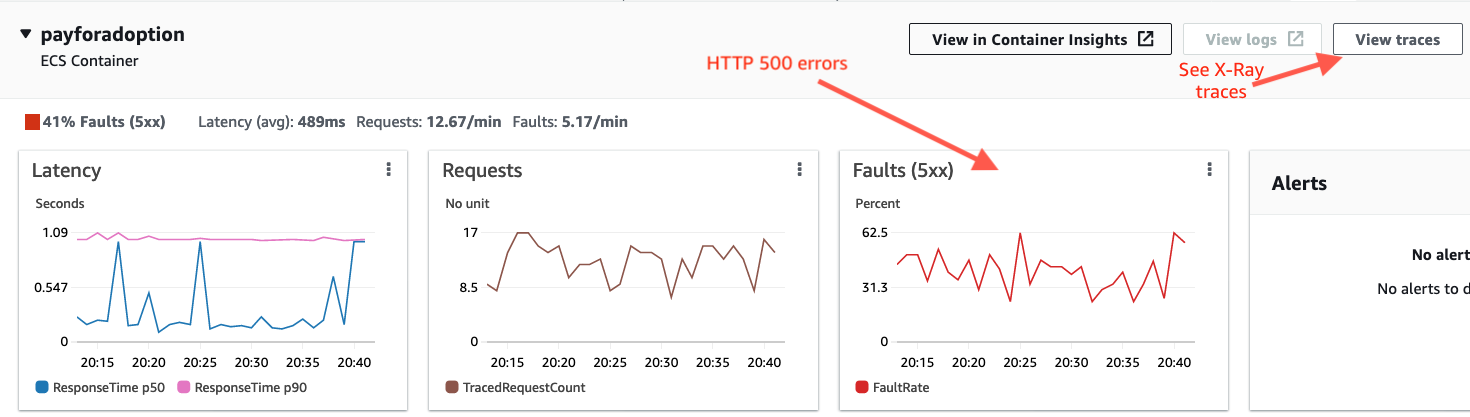 payforadoption
ECS Container
View in Container Insights
View logs
View traces
HTTP 500 errors
See X-Ray
traces
41% Faults (5xx) Latency (avg): 489ms Requests: 12.67/min Faults: 5.17/min
Latency
Seconds
1.09
0.547
0
20:15 20:20 20:25 20:30 20:35 20:40
ResponseTime p50 ResponseTime p90
Requests
No unit
17
8.5
0
20:15 20:20 20:25 20:30 20:35 20:40
TracedRequestCount
Faults (5xx)
Percent
62.5
31.3
0
20:15 20:20 20:25 20:30 20:35 20:40
FaultRate
Alerts
No alert
No alerts to d